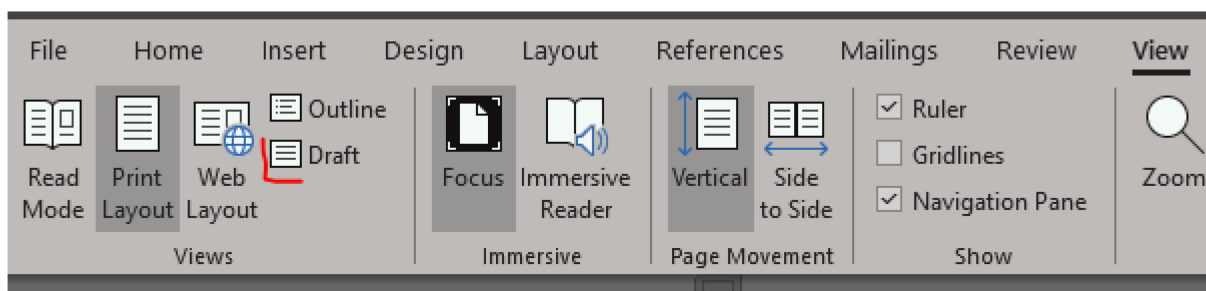 File Home Insert Design Layout References Mailings Review View
Read Mode
Print Layout
Web Layout
Outline
Draft
Views
Focus
Immersive Reader
Immersive
Vertical
Side to Side
Page Movement
Ruler
Gridlines
Navigation Pane
Show
Zoom